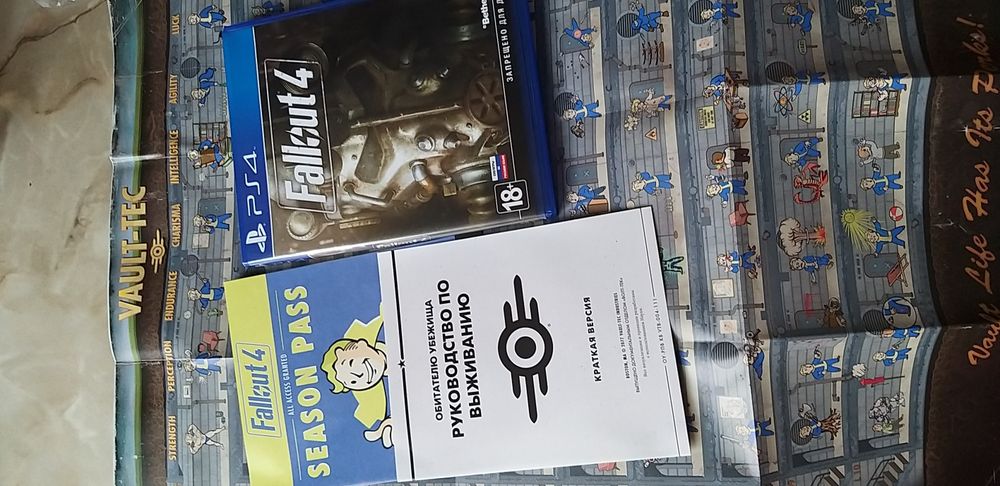 VAULT-TEC
STRENGTH
PERCEPTION
ENDURANCE
CHARISMA
INTELLIGENCE
AGILITY
LUCK
PS4
Fallout 4
18+
ЗАПРЕЩЕНО ДЛЯ
Fallout 4
ALL ACCESS GRANTED
SEASON PASS
ОБИТАТЕЛЮ УБЕЖИЩА
РУКОВОДСТВО ПО
ВЫЖИВАНИЮ
КРАТКАЯ ВЕРСИЯ
Vault Life Has Its Perks!